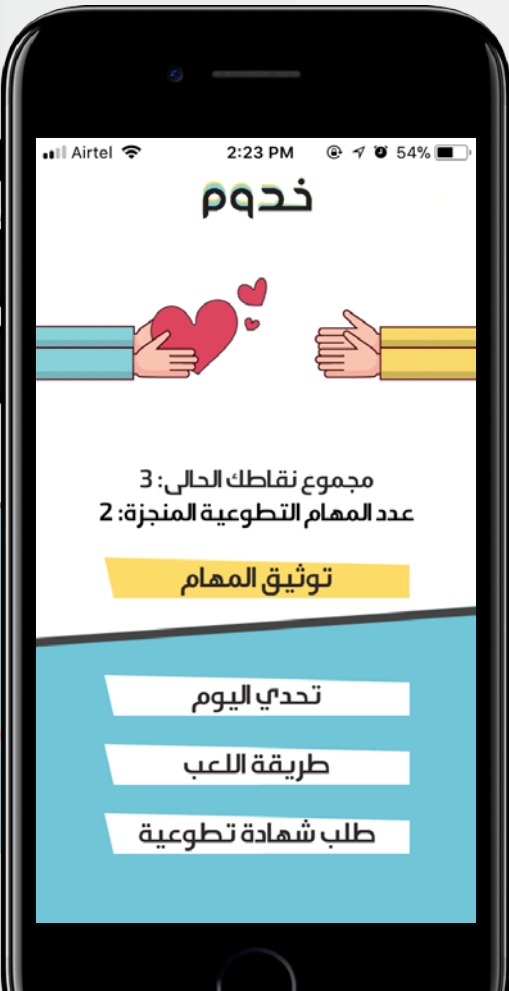 Airtel 2:23 PM 54%
خدوم
مجموع نقاطك الحالي: 3
عدد المهام التطوعية المنجزة: 2
توثيق المهام
تحدي اليوم
طريقة اللعب
طلب شهادة تطوعية